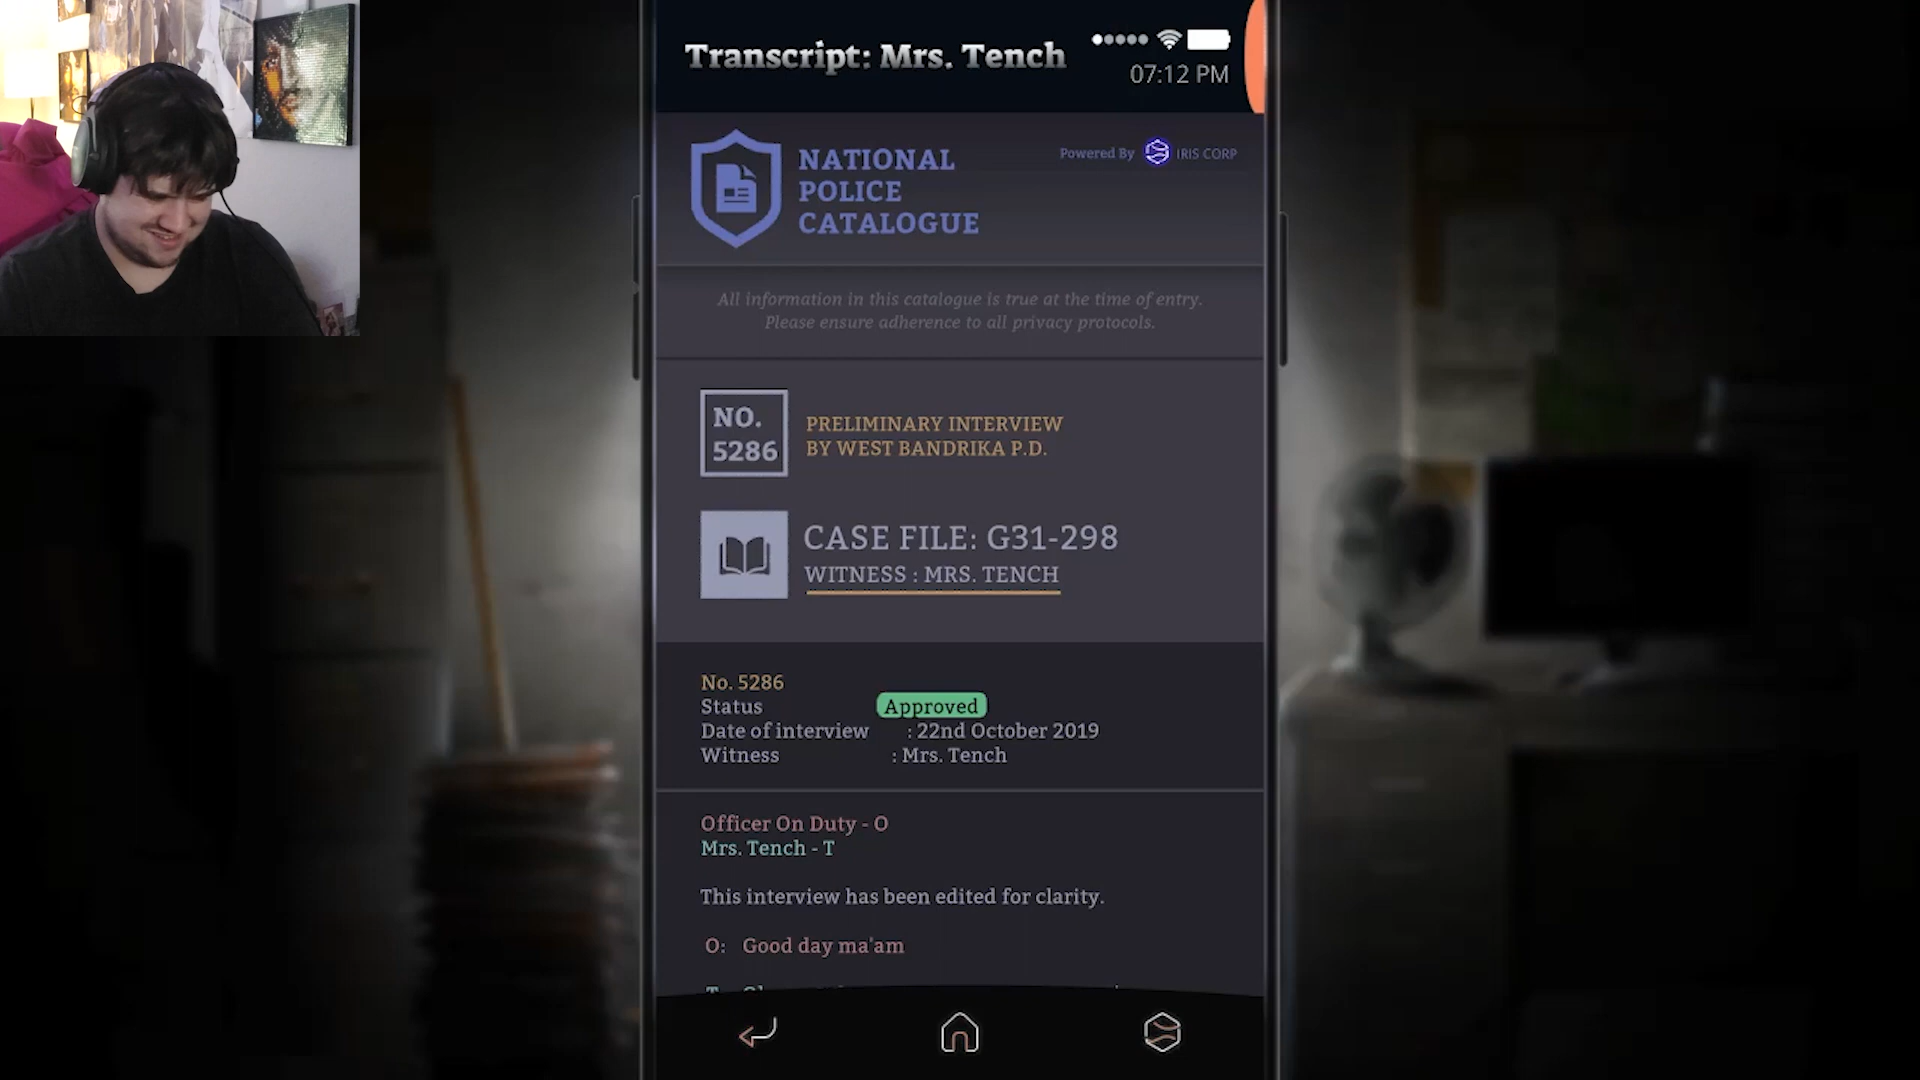 Transcript: Mrs. Tench
07:12 PM
NATIONAL
POLICE
CATALOGUE
Powered By IRIS CORP
All information in this catalogue is true at the time of entry.
Please ensure adherence to all privacy protocols.
NO.
5286
PRELIMINARY INTERVIEW
BY WEST BANDRIKA P.D.
CASE FILE: G31-298
WITNESS : MRS. TENCH
No. 5286
Status Approved
Date of interview : 22nd October 2019
Witness : Mrs. Tench
Officer On Duty - O
Mrs. Tench - T
This interview has been edited for clarity.
O: Good day ma'am